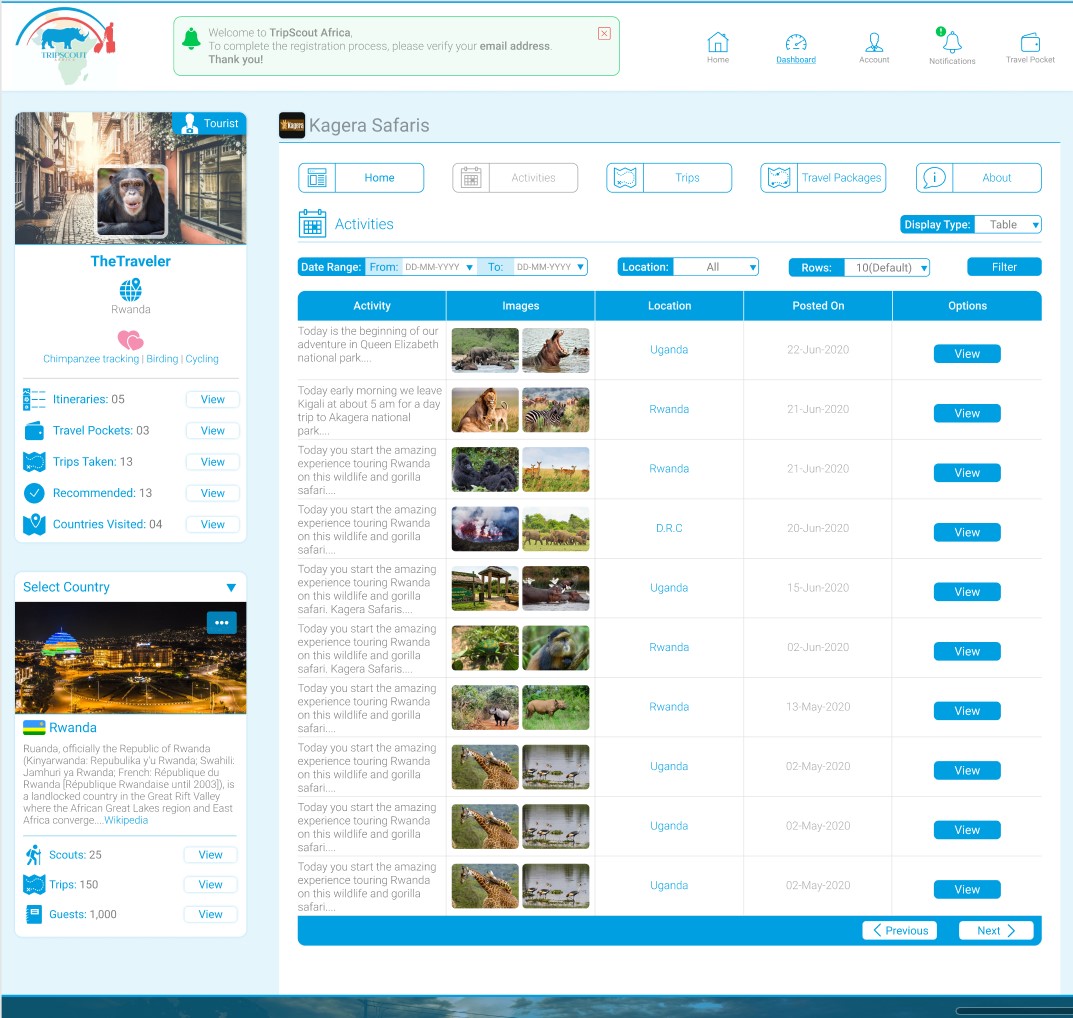 TRIPSCOUT
Welcome to TripScout Africa,
To complete the registration process, please verify your email address.
Thank you!
Home
Dashboard
Account
Notifications
Travel Pocket
Tourist
TheTraveler
Rwanda
Chimpanzee tracking | Birding | Cycling
Itineraries: 05 View
Travel Pockets: 03 View
Trips Taken: 13 View
Recommended: 13 View
Countries Visited: 04 View
Select Country
Rwanda
Ruanda, officially the Republic of Rwanda
(Kinyarwanda: Repubulika y'u Rwanda; Swahili:
Jamhuri ya Rwanda; French: République du
Rwanda [République Rwandaise until 2003]), is
a landlocked country in the Great Rift Valley
where the African Great Lakes region and East
Africa converge....Wikipedia
Scouts: 25 View
Trips: 150 View
Guests: 1,000 View
Kagera
Kagera Safaris
Home
Activities
Trips
Travel Packages
About
Activities
Display Type: Table
Date Range: From: DD-MM-YYYY To: DD-MM-YYYY
Location: All
Rows: 10(Default)
Filter
Activity Images Location Posted On Options
Today is the beginning of our
adventure in Queen Elizabeth
national park....
Uganda 22-Jun-2020 View
Today early morning we leave
Kigali at about 5 am for a day
trip to Akagera national
park....
Rwanda 21-Jun-2020 View
Today you start the amazing
experience touring Rwanda
on this wildlife and gorilla
safari....
Rwanda 21-Jun-2020 View
Today you start the amazing
experience touring Rwanda
on this wildlife and gorilla
safari....
D.R.C 20-Jun-2020 View
Today you start the amazing
experience touring Rwanda
on this wildlife and gorilla
safari. Kagera Safaris....
Uganda 15-Jun-2020 View
Today you start the amazing
experience touring Rwanda
on this wildlife and gorilla
safari. Kagera Safaris....
Rwanda 02-Jun-2020 View
Today you start the amazing
experience touring Rwanda
on this wildlife and gorilla
safari....
Rwanda 13-May-2020 View
Today you start the amazing
experience touring Rwanda
on this wildlife and gorilla
safari....
Uganda 02-May-2020 View
Today you start the amazing
experience touring Rwanda
on this wildlife and gorilla
safari....
Uganda 02-May-2020 View
Today you start the amazing
experience touring Rwanda
on this wildlife and gorilla
safari....
Uganda 02-May-2020 View
Previous
Next